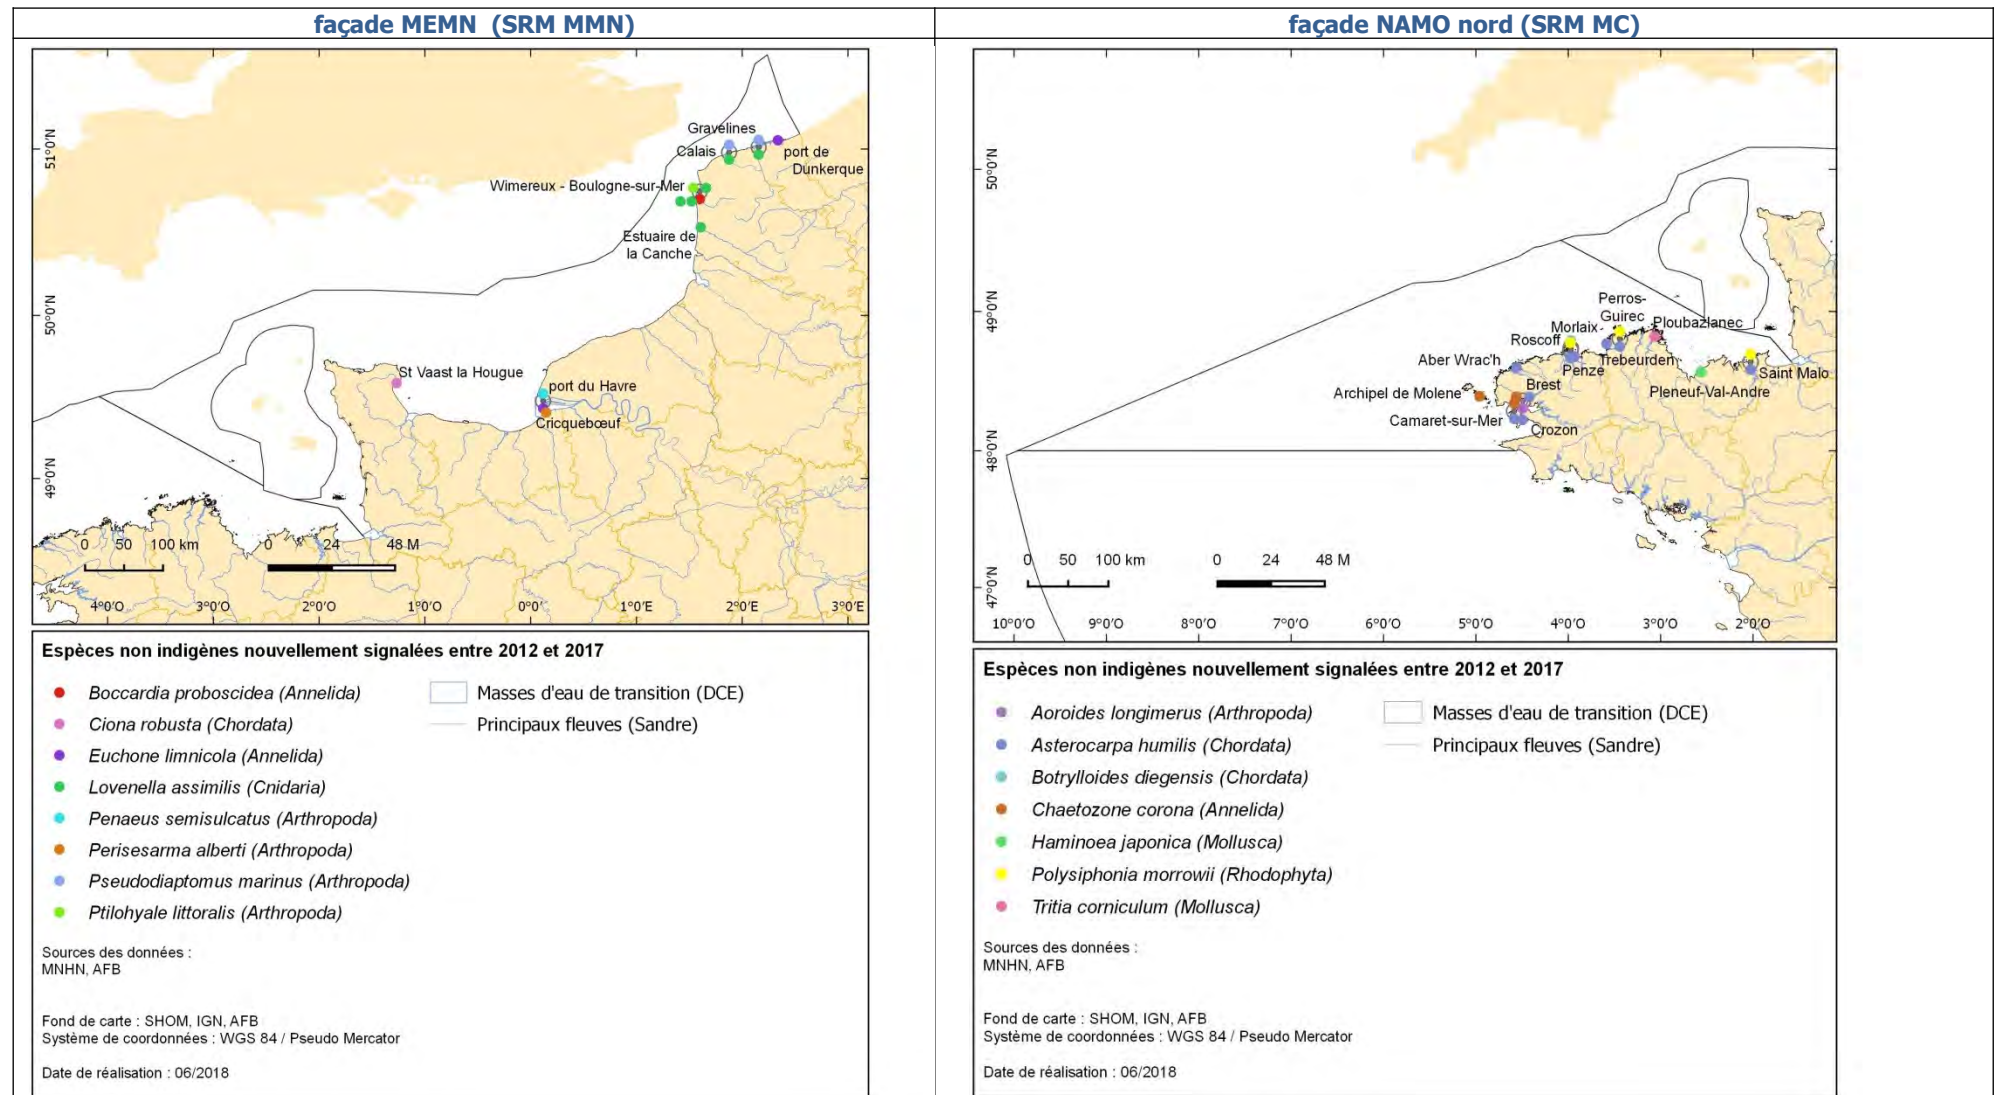 façade MEMN (SRM MMN)
façade NAMO nord (SRM MC)
51°0'N
50°0'N
49°0'N
Gravelines
Calais
port de
Dunkerque
Wimereux - Boulogne-sur-Mer
Estuaire de
la Canche
St Vaast la Hougue
port du Havre
Cricquebœuf
0 50 100 km
0 24 48 M
4°0'O 3°0'O 2°0'O 1°0'O 0°0' 1°0'E 2°0'E 3°0'E
Espèces non indigènes nouvellement signalées entre 2012 et 2017
Boccardia proboscidea (Annelida)
Ciona robusta (Chordata)
Euchone limnicola (Annelida)
Lovenella assimilis (Cnidaria)
Penaeus semisulcatus (Arthropoda)
Perisesarma alberti (Arthropoda)
Pseudodiaptomus marinus (Arthropoda)
Ptilohyale littoralis (Arthropoda)
Masses d'eau de transition (DCE)
Principaux fleuves (Sandre)
Sources des données :
MNHN, AFB
Fond de carte : SHOM, IGN, AFB
Système de coordonnées : WGS 84 / Pseudo Mercator
Date de réalisation : 06/2018
50°0'N
49°0'N
48°0'N
47°0'N
Perros-
Guirec
Ploubazlanec
Morlaix
Roscoff
Trebeurden
Aber Wrac'h
Penze
Saint Malo
Brest
Pleneuf-Val-Andre
Archipel de Molene
Camaret-sur-Mer
Crozon
0 50 100 km
0 24 48 M
10°0'O 9°0'O 8°0'O 7°0'O 6°0'O 5°0'O 4°0'O 3°0'O 2°0'O
Espèces non indigènes nouvellement signalées entre 2012 et 2017
Aoroides longimerus (Arthropoda)
Asterocarpa humilis (Chordata)
Botrylloides diegensis (Chordata)
Chaetozone corona (Annelida)
Haminoea japonica (Mollusca)
Polysiphonia morrowii (Rhodophyta)
Tritia corniculum (Mollusca)
Masses d'eau de transition (DCE)
Principaux fleuves (Sandre)
Sources des données :
MNHN, AFB
Fond de carte : SHOM, IGN, AFB
Système de coordonnées : WGS 84 / Pseudo Mercator
Date de réalisation : 06/2018